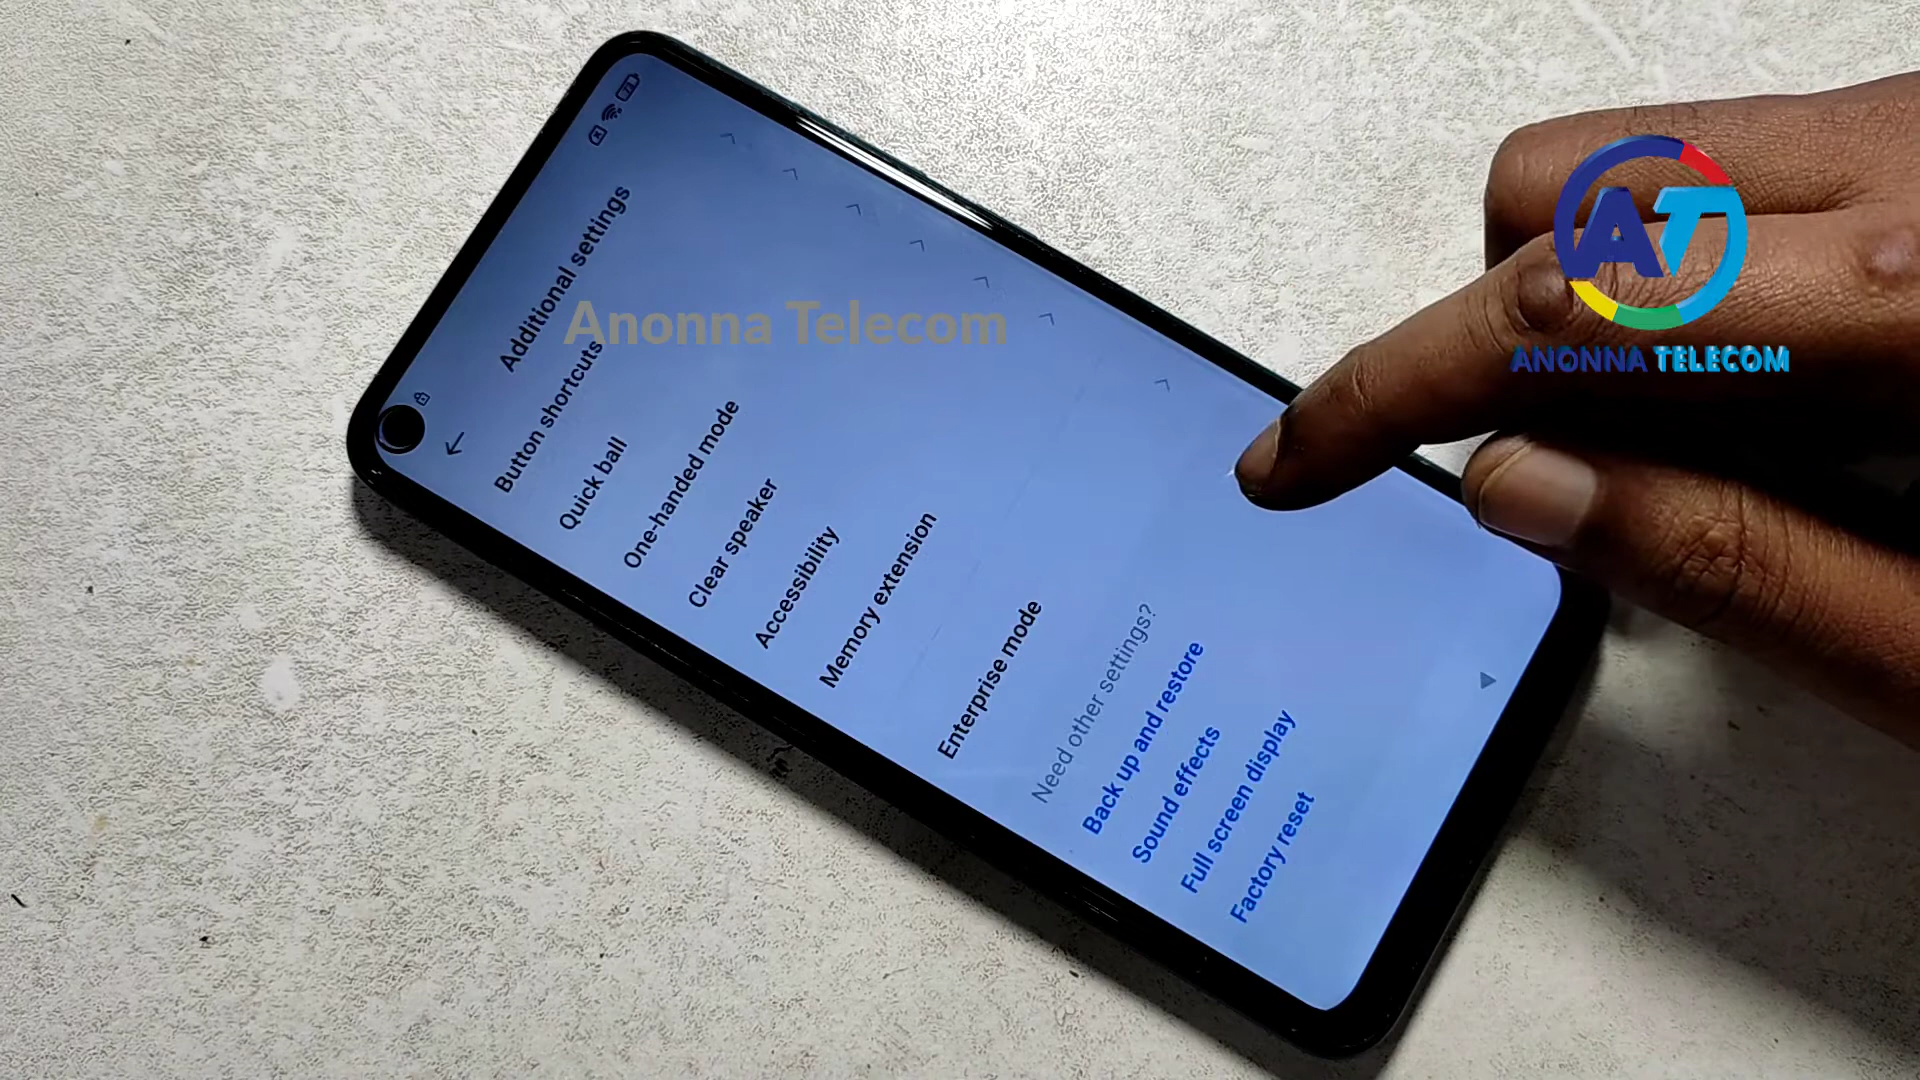 Additional settings
Button shortcuts
Quick ball
One-handed mode
Clear speaker
Accessibility
Memory extension
Enterprise mode
Need other settings?
Back up and restore
Sound effects
Full screen display
Factory reset
Anonna Telecom
AT
ANONNA TELECOM